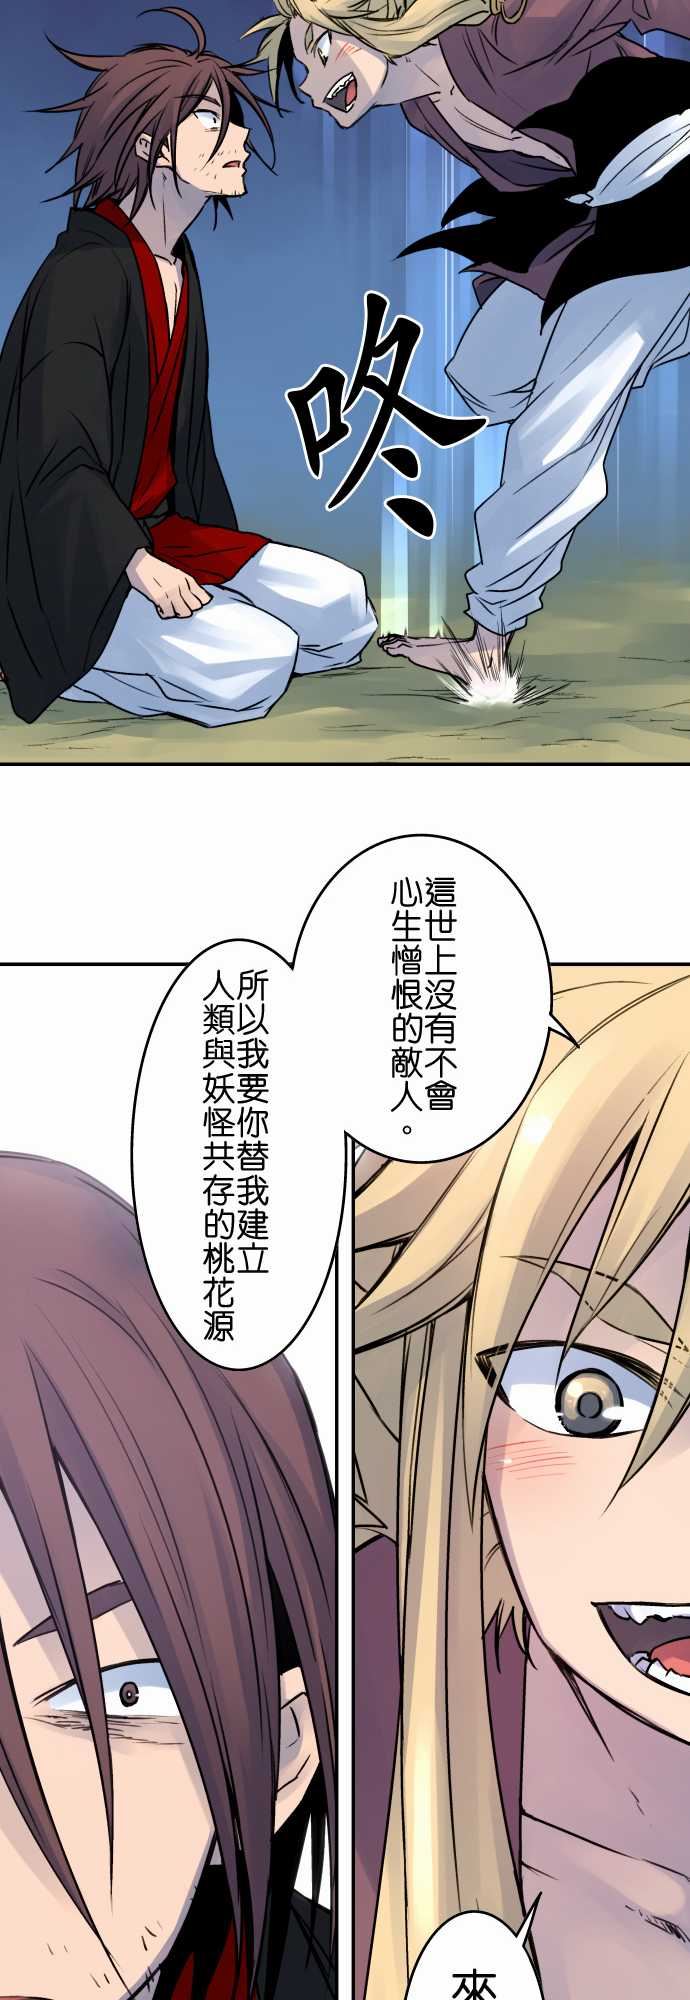 咚
這世上沒有不會
心生憎恨的敵人。
所以我要你替我建立
人類與妖怪共存的桃花源
來